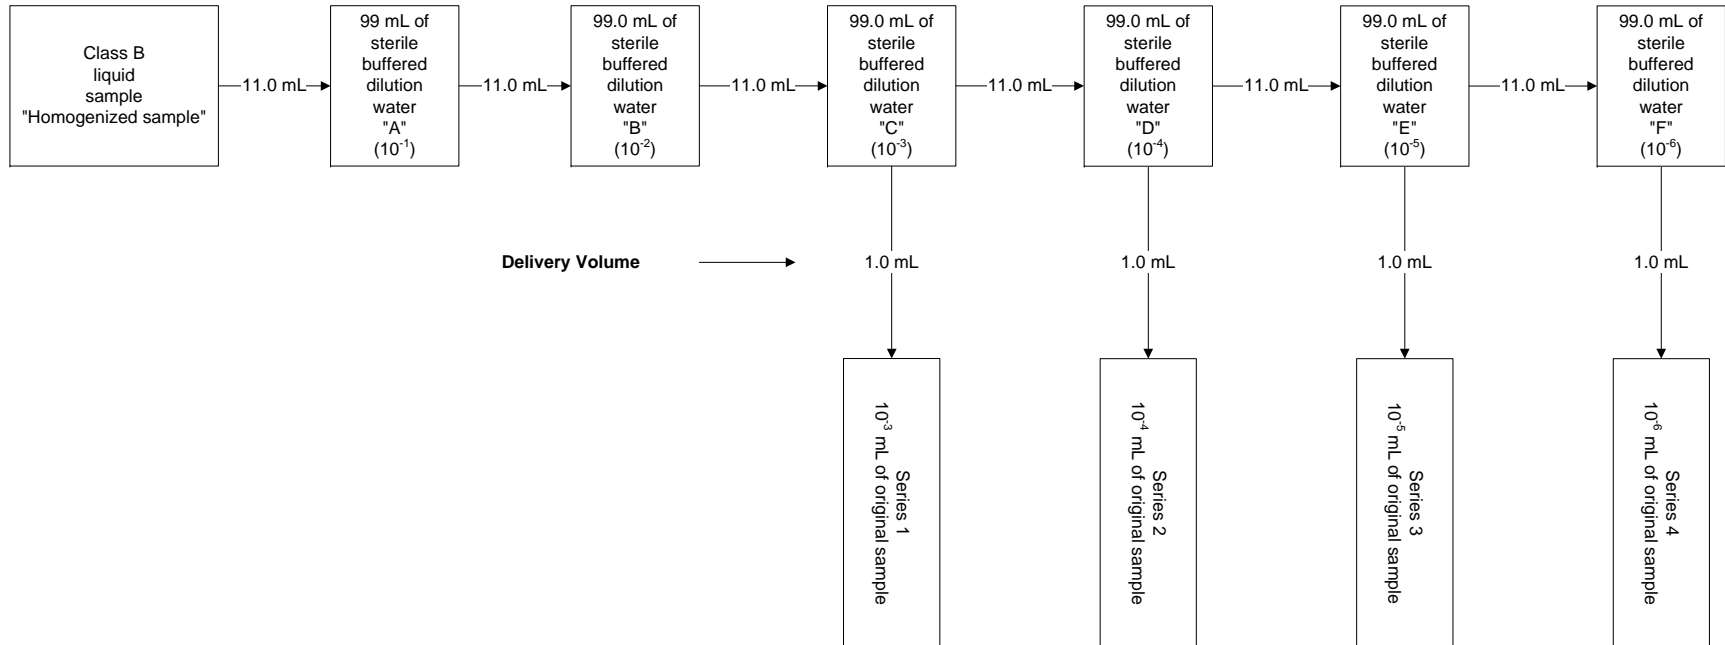 Class B
liquid
sample
"Homogenized sample"
11.0 mL
99 mL of
sterile
buffered
dilution
water
"A"
(10⁻¹)
11.0 mL
99.0 mL of
sterile
buffered
dilution
water
"B"
(10⁻²)
11.0 mL
99.0 mL of
sterile
buffered
dilution
water
"C"
(10⁻³)
11.0 mL
99.0 mL of
sterile
buffered
dilution
water
"D"
(10⁻⁴)
11.0 mL
99.0 mL of
sterile
buffered
dilution
water
"E"
(10⁻⁵)
11.0 mL
99.0 mL of
sterile
buffered
dilution
water
"F"
(10⁻⁶)
Delivery Volume
1.0 mL
1.0 mL
1.0 mL
1.0 mL
Series 1
10⁻³ mL of original sample
Series 2
10⁻⁴ mL of original sample
Series 3
10⁻⁵ mL of original sample
Series 4
10⁻⁶ mL of original sample